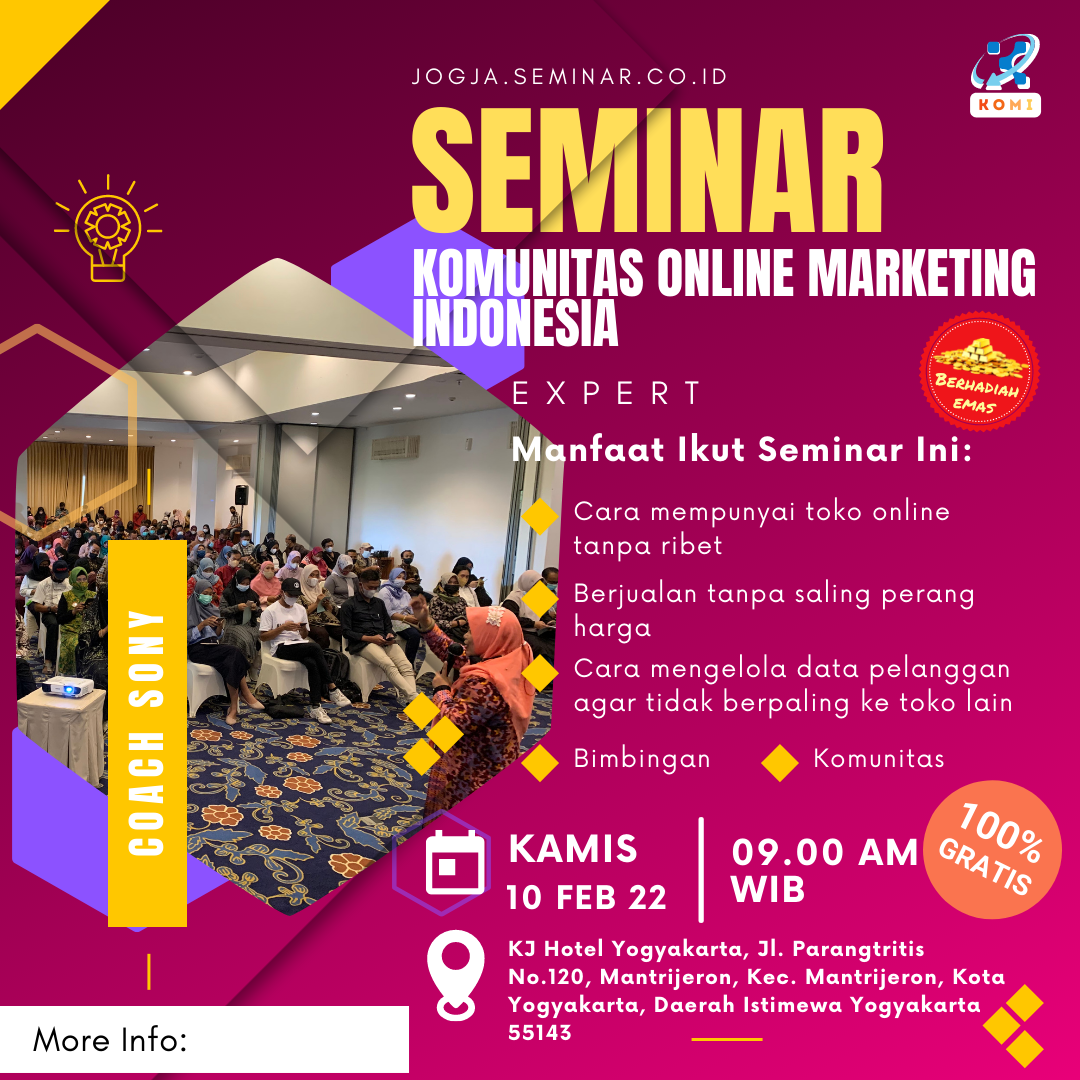 JOGJA.SEMINAR.CO.ID
KOMI
SEMINAR
KOMUNITAS ONLINE MARKETING
INDONESIA
EXPERT
BERHADIAH
EMAS
Manfaat Ikut Seminar Ini:
Cara mempunyai toko online
tanpa ribet
Berjualan tanpa saling perang
harga
Cara mengelola data pelanggan
agar tidak berpaling ke toko lain
Bimbingan
Komunitas
COACH SONY
KAMIS
10 FEB 22
09.00 AM
WIB
100%
GRATIS
KJ Hotel Yogyakarta, Jl. Parangtritis
No.120, Mantrijeron, Kec. Mantrijeron, Kota
Yogyakarta, Daerah Istimewa Yogyakarta
55143
More Info: